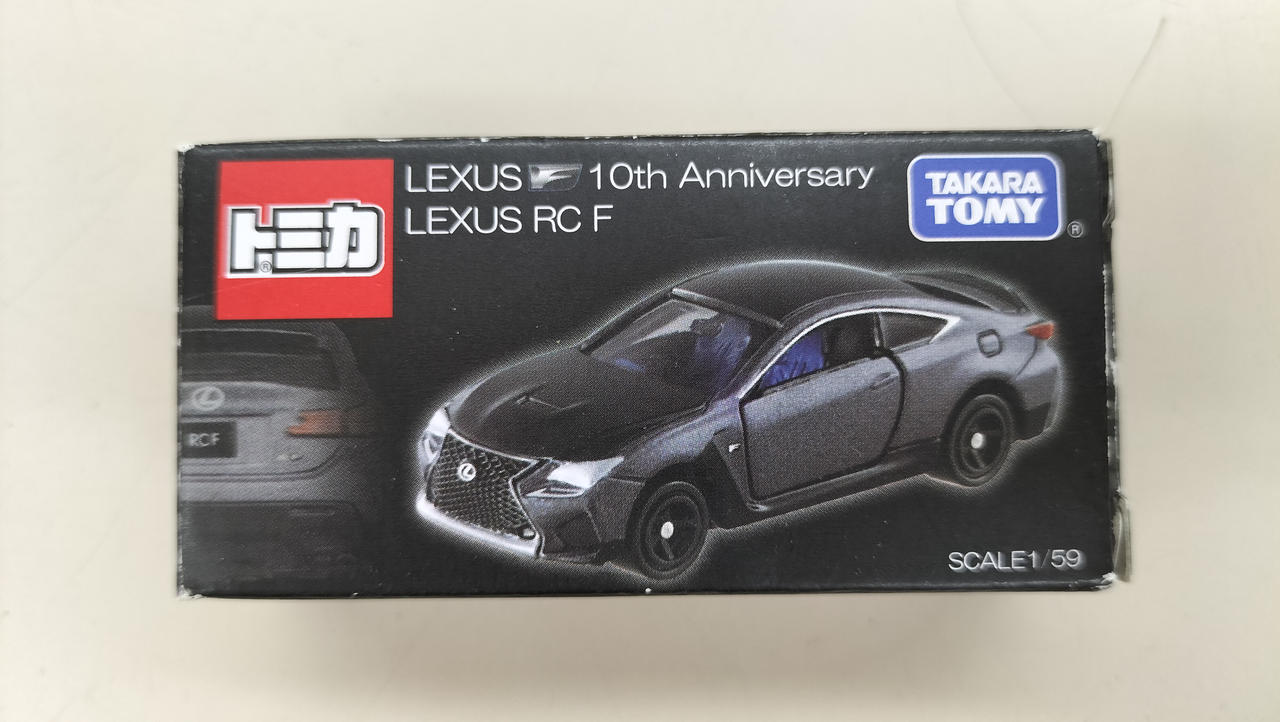 トミカ
®
LEXUS F 10th Anniversary
LEXUS RC F
TAKARA
TOMY
®
RC F
SCALE1/59